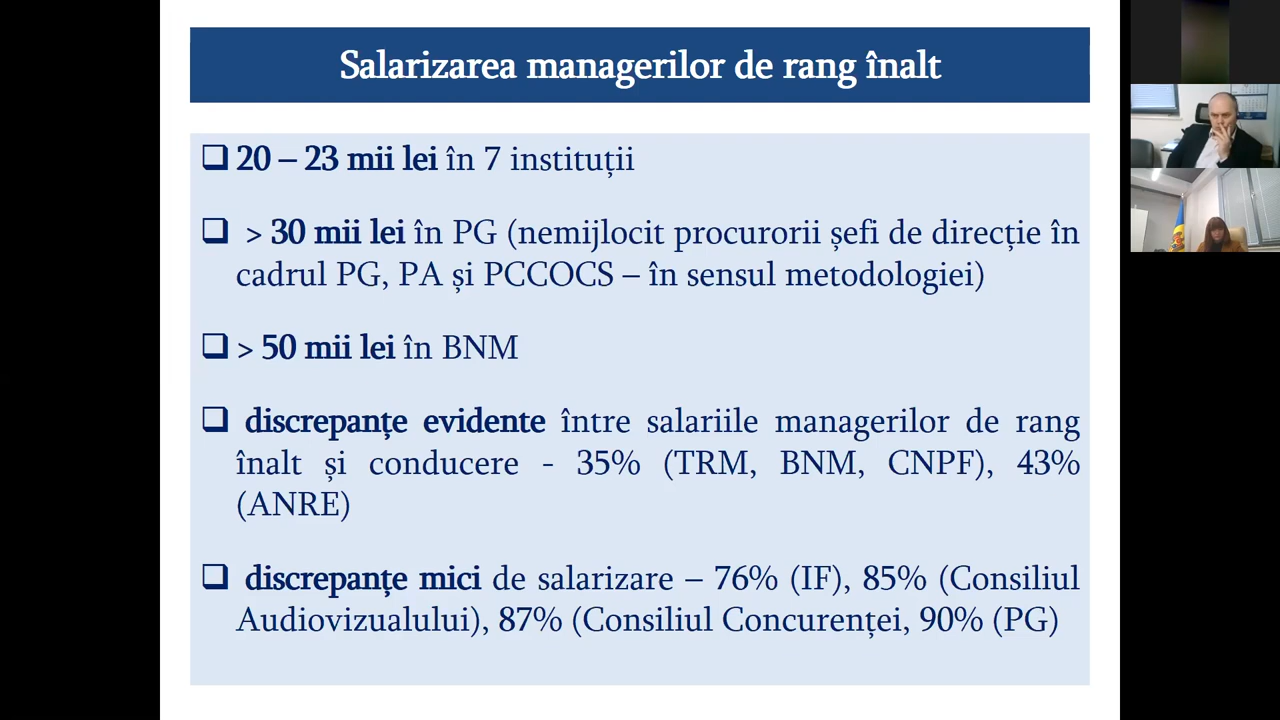 Salarizarea managerilor de rang înalt
20 – 23 mii lei în 7 instituții
> 30 mii lei în PG (nemijlocit procurorii șefi de direcție în
cadrul PG, PA și PCCOCS – în sensul metodologiei)
> 50 mii lei în BNM
discrepanțe evidente între salariile managerilor de rang
înalt și conducere - 35% (TRM, BNM, CNPF), 43%
(ANRE)
discrepanțe mici de salarizare – 76% (IF), 85% (Consiliul
Audiovizualului), 87% (Consiliul Concurenței, 90% (PG)